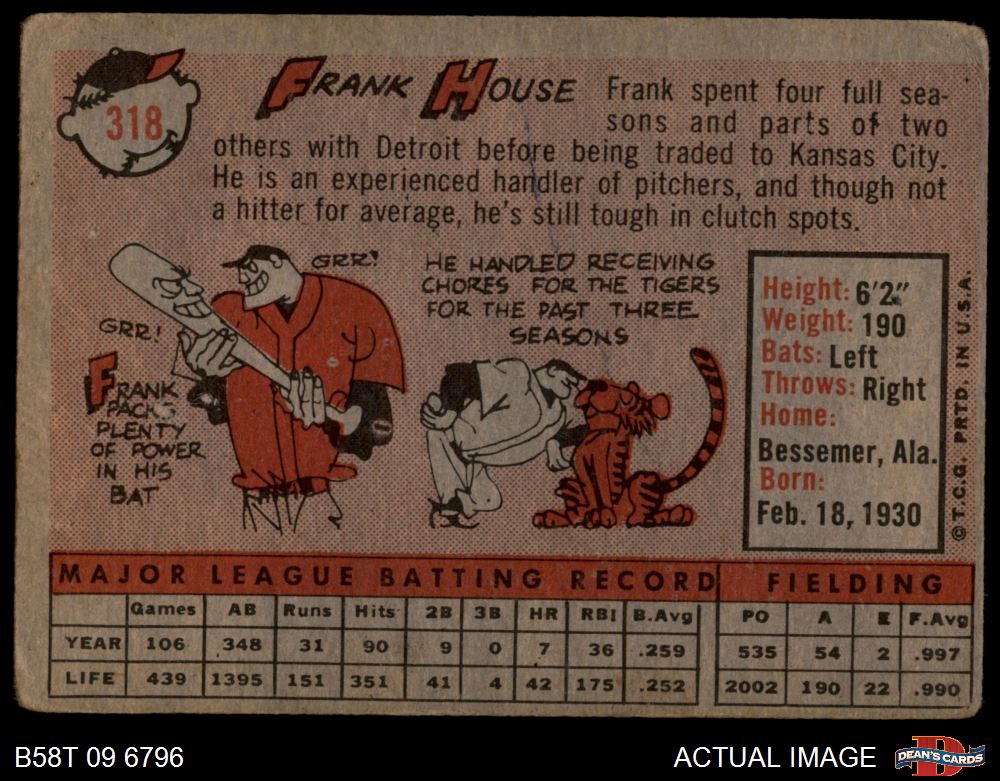 318
FRANK HOUSE
Frank spent four full sea-
sons and parts of two
others with Detroit before being traded to Kansas City.
He is an experienced handler of pitchers, and though not
a hitter for average, he's still tough in clutch spots.
GRR!
GRR!
FRANK
PACKS
PLENTY
OF POWER
IN HIS
BAT
HE HANDLED RECEIVING
CHORES FOR THE TIGERS
FOR THE PAST THREE
SEASONS
Height: 6'2"
Weight: 190
Bats: Left
Throws: Right
Home:
Bessemer, Ala.
Born:
Feb. 18, 1930
© T.C.G. PRTD. IN U.S.A.
MAJOR LEAGUE BATTING RECORD FIELDING
Games AB Runs Hits 2B 3B HR RBI B.Avg PO A E F.Avg
YEAR 106 348 31 90 9 0 7 36 .259 535 54 2 .997
LIFE 439 1395 151 351 41 4 42 175 .252 2002 190 22 .990
B58T 09 6796
ACTUAL IMAGE
D
DEAN'S CARDS